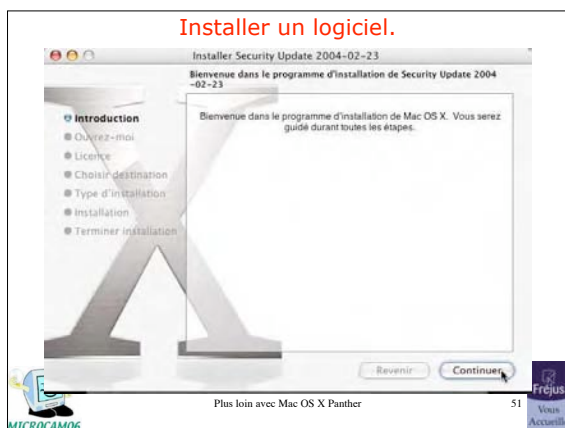 Installer un logiciel.
Installer Security Update 2004-02-23
Bienvenue dans le programme d'installation de Security Update 2004
-02-23
Introduction
Ouvrez-moi
Licence
Choisir destination
Type d'installation
Installation
Terminer installation
Bienvenue dans le programme d'installation de Mac OS X. Vous serez
guidé durant toutes les étapes.
Revenir
Continuer
MICROCAM06
Plus loin avec Mac OS X Panther
51
Fréjus
Vous
Accueille